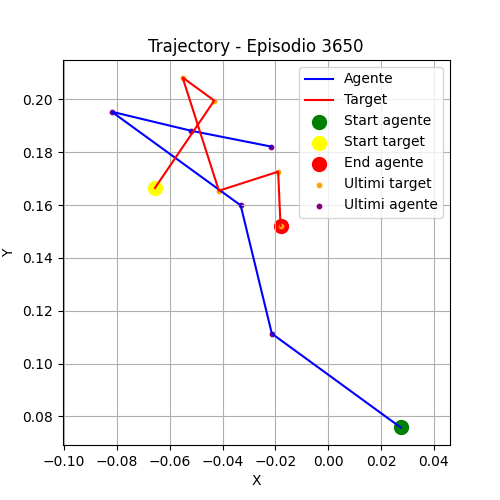 Trajectory - Episodio 3650
Agente
Target
Start agente
Start target
End agente
Ultimi target
Ultimi agente
Y
0.20
0.18
0.16
0.14
0.12
0.10
0.08
−0.10 −0.08 −0.06 −0.04 −0.02 0.00 0.02 0.04
X